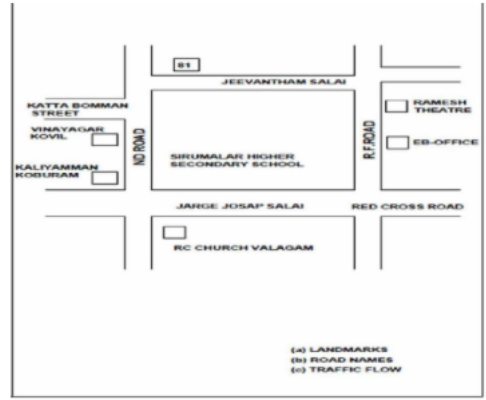 81
JEEVANTHAM SALAI
KATTA BOMMAN
STREET
RAMESH
THEATRE
VINAYAGAR
KOVIL
ND ROAD
R.F.ROAD
EB-OFFICE
SIRUMALAR HIGHER
SECONDARY SCHOOL
KALIYAMMAN
KOBURAM
JARGE JOSAP SALAI
RED CROSS ROAD
RC CHURCH VALAGAM
(a) LANDMARKS
(b) ROAD NAMES
(c) TRAFFIC FLOW